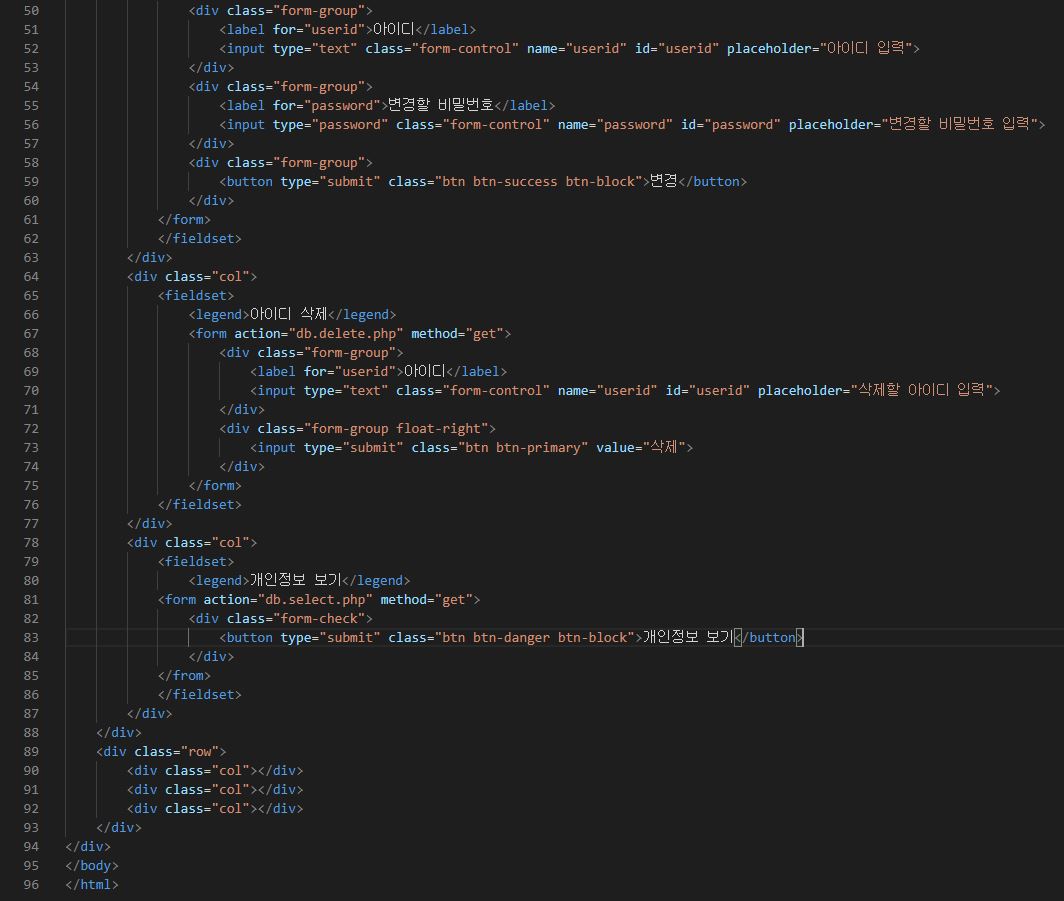 50 <div class="form-group">
51 <label for="userid">아이디</label>
52 <input type="text" class="form-control" name="userid" id="userid" placeholder="아이디 입력">
53 </div>
54 <div class="form-group">
55 <label for="password">변경할 비밀번호</label>
56 <input type="password" class="form-control" name="password" id="password" placeholder="변경할 비밀번호 입력">
57 </div>
58 <div class="form-group">
59 <button type="submit" class="btn btn-success btn-block">변경</button>
60 </div>
61 </form>
62 </fieldset>
63 </div>
64 <div class="col">
65 <fieldset>
66 <legend>아이디 삭제</legend>
67 <form action="db.delete.php" method="get">
68 <div class="form-group">
69 <label for="userid">아이디</label>
70 <input type="text" class="form-control" name="userid" id="userid" placeholder="삭제할 아이디 입력">
71 </div>
72 <div class="form-group float-right">
73 <input type="submit" class="btn btn-primary" value="삭제">
74 </div>
75 </form>
76 </fieldset>
77 </div>
78 <div class="col">
79 <fieldset>
80 <legend>개인정보 보기</legend>
81 <form action="db.select.php" method="get">
82 <div class="form-check">
83 <button type="submit" class="btn btn-danger btn-block">개인정보 보기</button>
84 </div>
85 </from>
86 </fieldset>
87 </div>
88 </div>
89 <div class="row">
90 <div class="col"></div>
91 <div class="col"></div>
92 <div class="col"></div>
93 </div>
94 </div>
95 </body>
96 </html>